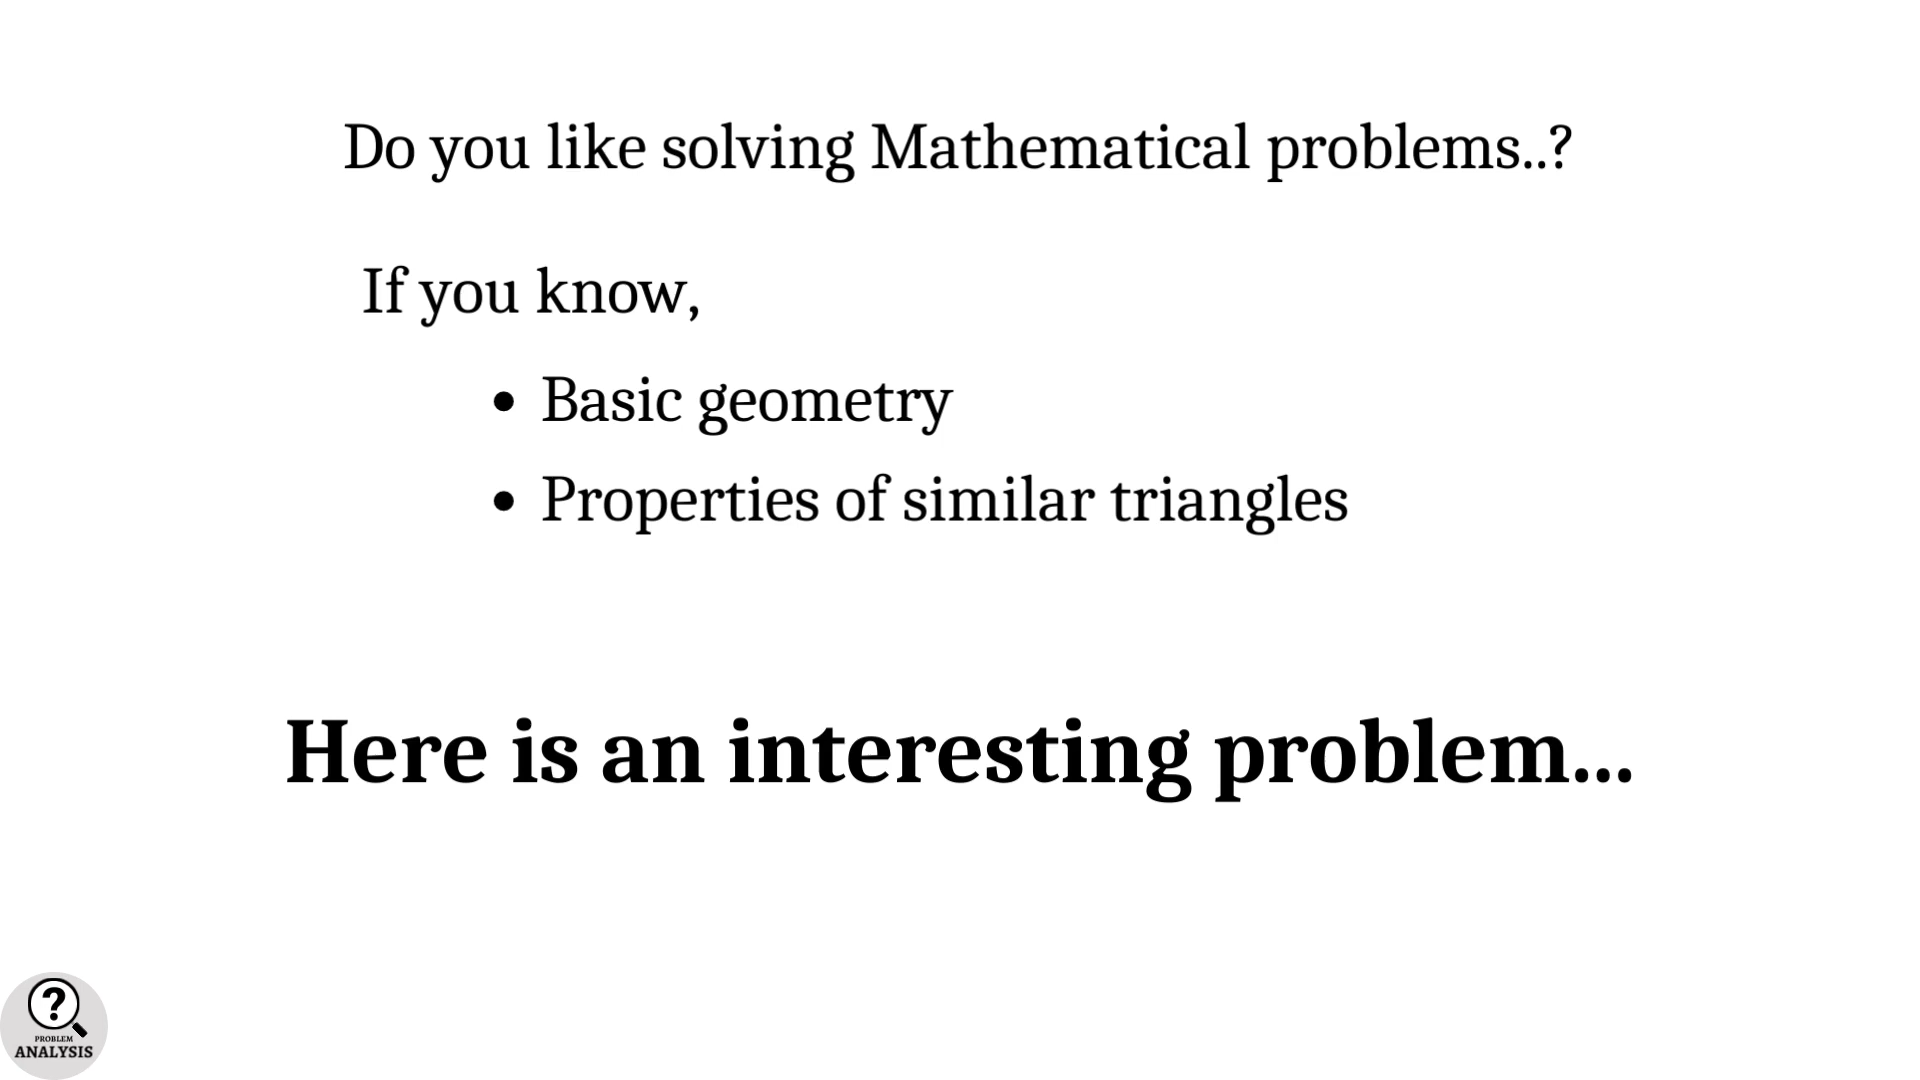 Do you like solving Mathematical problems..?
If you know,
• Basic geometry
• Properties of similar triangles
Here is an interesting problem...
?
PROBLEM
ANALYSIS